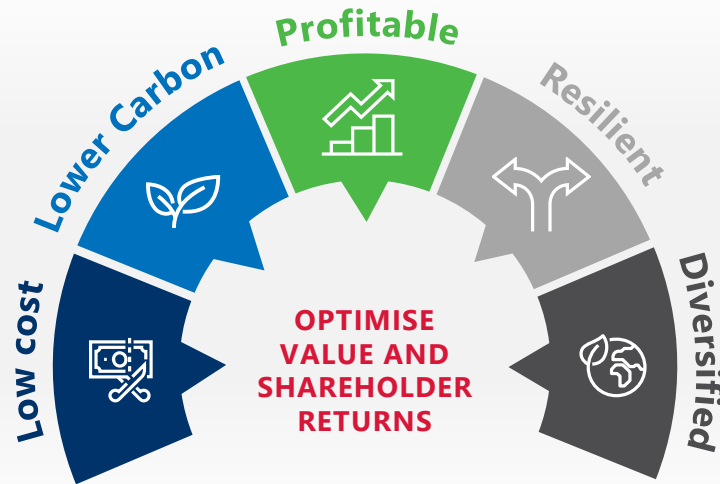 Low cost
Lower Carbon
Profitable
Resilient
Diversified
OPTIMISE
VALUE AND
SHAREHOLDER
RETURNS